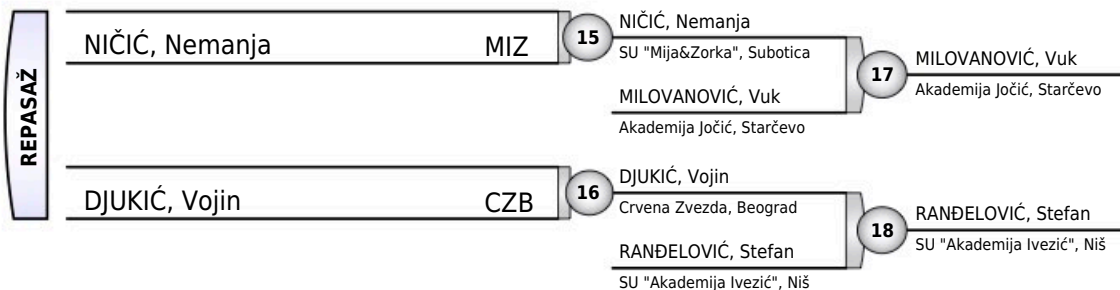 REPASAŽ
NIČIĆ, Nemanja MIZ
15
NIČIĆ, Nemanja
SU "Mija&Zorka", Subotica
MILOVANOVIĆ, Vuk
Akademija Jočić, Starčevo
17
MILOVANOVIĆ, Vuk
Akademija Jočić, Starčevo
DJUKIĆ, Vojin CZB
16
DJUKIĆ, Vojin
Crvena Zvezda, Beograd
RANĐELOVIĆ, Stefan
SU "Akademija Ivezić", Niš
18
RANĐELOVIĆ, Stefan
SU "Akademija Ivezić", Niš